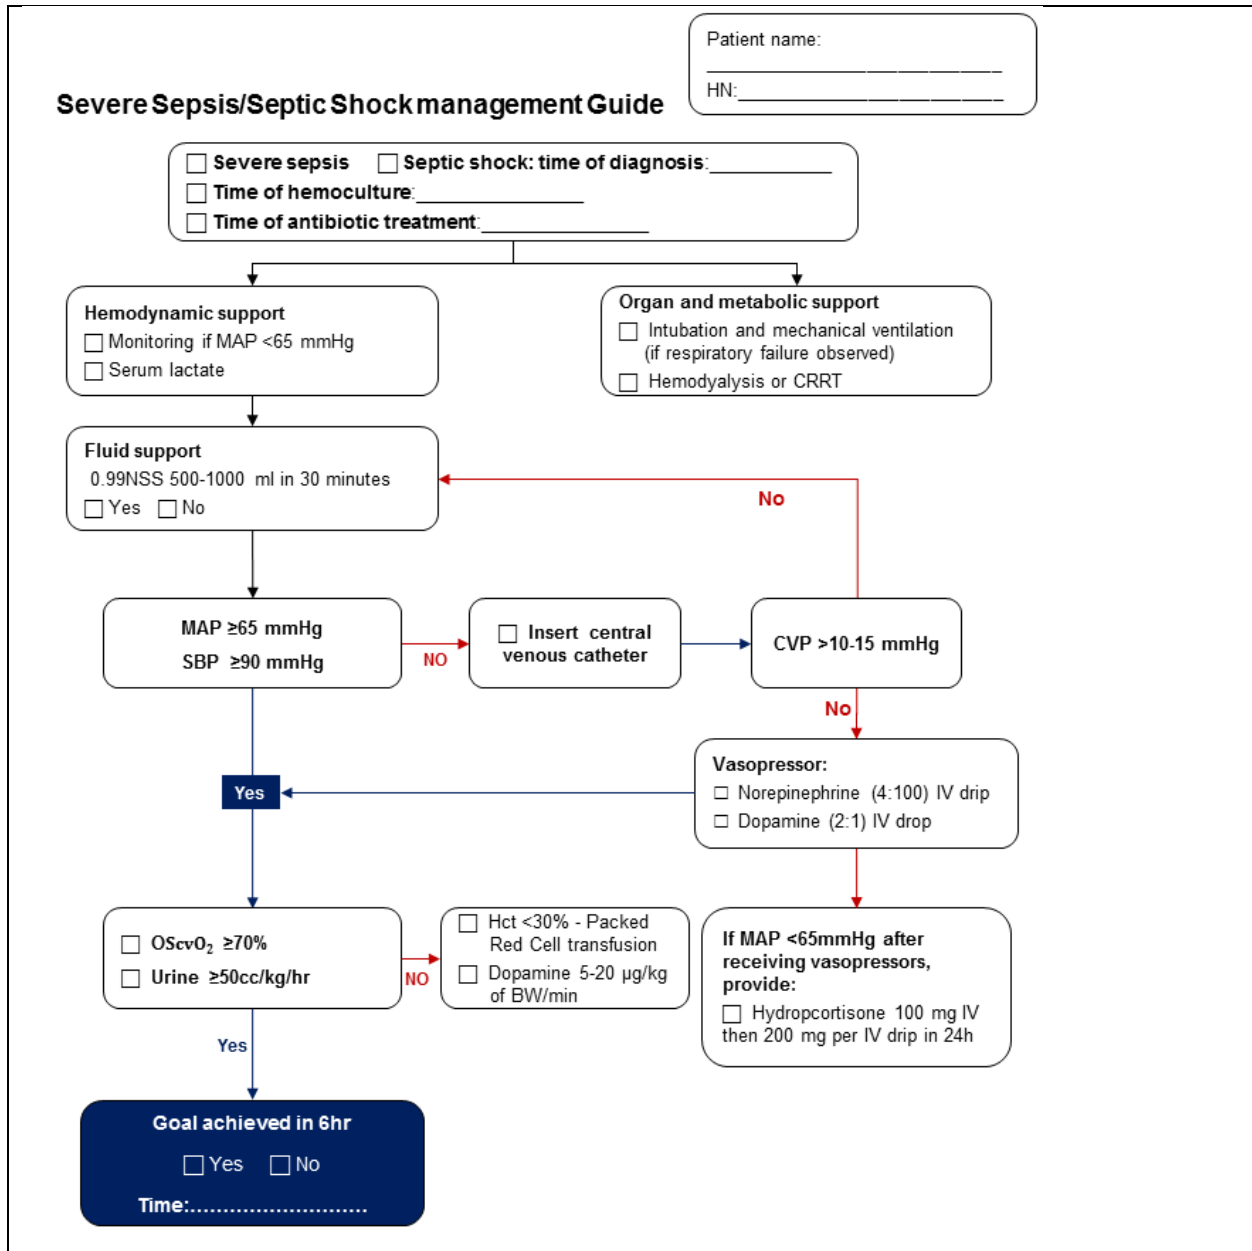 Patient name:
HN:
Severe Sepsis/Septic Shock management Guide
Severe sepsis Septic shock: time of diagnosis:
Time of hemoculture:
Time of antibiotic treatment:
Hemodynamic support
Monitoring if MAP <65 mmHg
Serum lactate
Organ and metabolic support
Intubation and mechanical ventilation
(if respiratory failure observed)
Hemodyalysis or CRRT
Fluid support
0.99NSS 500-1000 ml in 30 minutes
Yes No
No
MAP ≥65 mmHg
SBP ≥90 mmHg
NO
Insert central
venous catheter
CVP >10-15 mmHg
No
Vasopressor:
Norepinephrine (4:100) IV drip
Dopamine (2:1) IV drop
Yes
OScvO₂ ≥70%
Urine ≥50cc/kg/hr
NO
Hct <30% - Packed
Red Cell transfusion
Dopamine 5-20 µg/kg
of BW/min
If MAP <65mmHg after
receiving vasopressors,
provide:
Hydropcortisone 100 mg IV
then 200 mg per IV drip in 24h
Yes
Goal achieved in 6hr
Yes No
Time:...........................